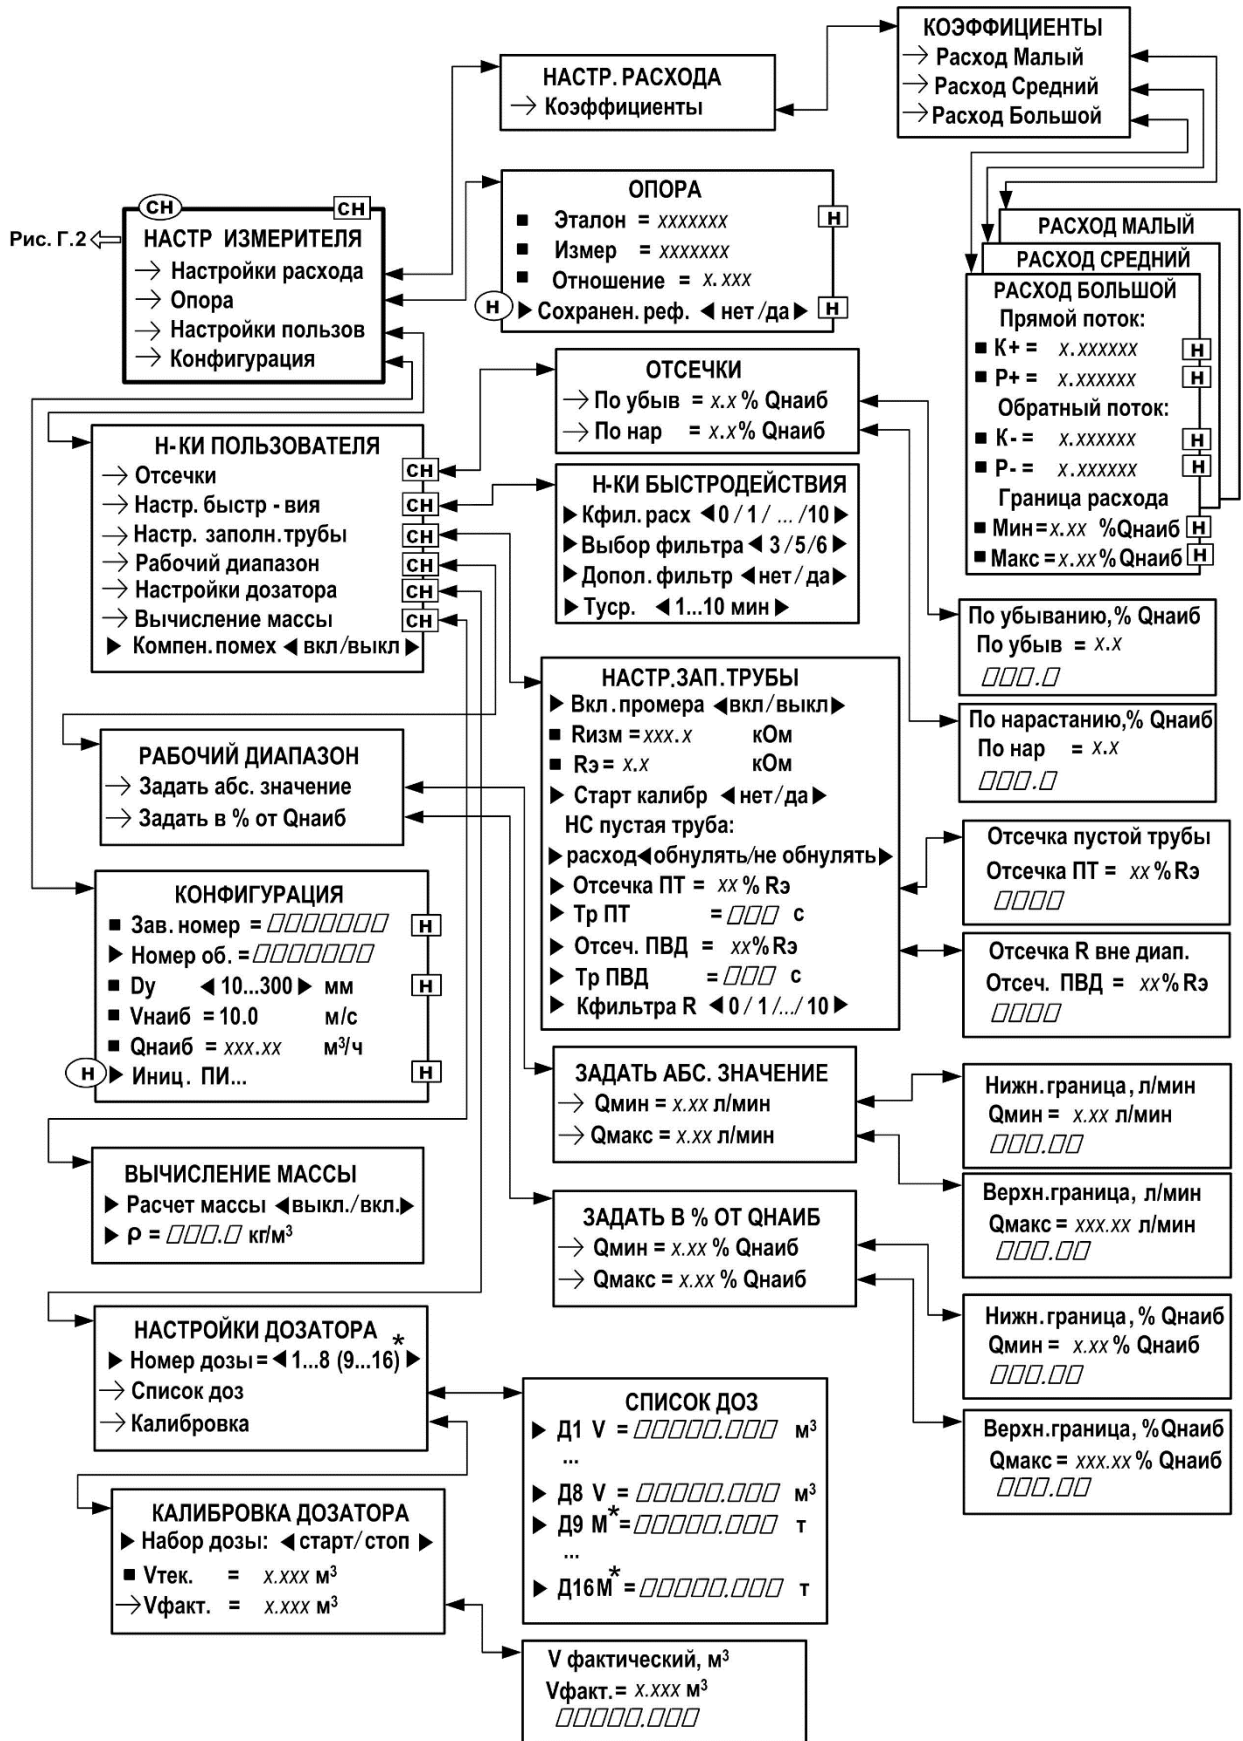 КОЭФФИЦИЕНТЫ
→ Расход Малый
→ Расход Средний
→ Расход Большой
НАСТР. РАСХОДА
→ Коэффициенты
ОПОРА
■ Эталон = xxxxxxx Н
■ Измер = xxxxxxx
■ Отношение = x.xxx
Н ▶ Сохранен. реф. ◀ нет/да ▶ Н
Рис. Г.2
СН СН
НАСТР ИЗМЕРИТЕЛЯ
→ Настройки расхода
→ Опора
→ Настройки пользов
→ Конфигурация
РАСХОД МАЛЫЙ
РАСХОД СРЕДНИЙ
РАСХОД БОЛЬШОЙ
Прямой поток:
■ К+ = x.xxxxxx Н
■ Р+ = x.xxxxxx Н
Обратный поток:
■ К- = x.xxxxxx Н
■ Р- = x.xxxxxx Н
Граница расхода
■ Мин=x.xx %Qнаиб Н
■ Макс=x.xx% Qнаиб Н
ОТСЕЧКИ
→ По убыв = x.x % Qнаиб
→ По нар = x.x% Qнаиб
Н-КИ ПОЛЬЗОВАТЕЛЯ
→ Отсечки СН
→ Настр. быстр - вия СН
→ Настр. заполн. трубы СН
→ Рабочий диапазон СН
→ Настройки дозатора СН
→ Вычисление массы СН
▶ Компен. помех ◀ вкл/выкл ▶
Н-КИ БЫСТРОДЕЙСТВИЯ
▶ Кфил. расх ◀ 0 / 1 / ... /10 ▶
▶ Выбор фильтра ◀ 3 /5/6 ▶
▶ Допол. фильтр ◀ нет / да ▶
▶ Туср. ◀ 1...10 мин ▶
По убыванию,% Qнаиб
По убыв = x.x
▯▯▯.▯
По нарастанию,% Qнаиб
По нар = x.x
▯▯▯.▯
НАСТР.ЗАП.ТРУБЫ
▶ Вкл. промера ◀ вкл/ выкл ▶
■ Rизм = xxx.x кОм
■ Rэ = x.x кОм
▶ Старт калибр ◀ нет/да ▶
НС пустая труба:
▶ расход ◀ обнулять/не обнулять ▶
▶ Отсечка ПТ = xx % Rэ
▶ Тр ПТ = ▯▯▯ с
▶ Отсеч. ПВД = xx% Rэ
▶ Тр ПВД = ▯▯▯ с
▶ Кфильтра R ◀ 0 / 1 /.../ 10 ▶
РАБОЧИЙ ДИАПАЗОН
→ Задать абс. значение
→ Задать в % от Qнаиб
Отсечка пустой трубы
Отсечка ПТ = xx % Rэ
▯▯▯▯
Отсечка R вне диап.
Отсеч. ПВД = xx% Rэ
▯▯▯▯
КОНФИГУРАЦИЯ
■ Зав. номер = ▯▯▯▯▯▯▯ Н
▶ Номер об. = ▯▯▯▯▯▯▯
■ Dy ◀ 10...300 ▶ мм Н
■ Vнаиб = 10.0 м/с
■ Qнаиб = xxx.xx м³/ч
Н ▶ Иниц. ПИ... Н
ЗАДАТЬ АБС. ЗНАЧЕНИЕ
→ Qмин = x.xx л/мин
→ Qмакс = x.xx л/мин
Нижн.граница, л/мин
Qмин = x.xx л/мин
▯▯▯.▯▯
ВЫЧИСЛЕНИЕ МАССЫ
▶ Расчет массы ◀ выкл./вкл. ▶
▶ ρ = ▯▯▯.▯ кг/м³
Верхн.граница, л/мин
Qмакс = xxx.xx л/мин
▯▯▯.▯▯
ЗАДАТЬ В % ОТ QНАИБ
→ Qмин = x.xx % Qнаиб
→ Qмакс = x.xx % Qнаиб
Нижн.граница, % Qнаиб
Qмин = x.xx % Qнаиб
▯▯▯.▯▯
НАСТРОЙКИ ДОЗАТОРА
▶ Номер дозы = ◀ 1...8 (9...16)* ▶
→ Список доз
→ Калибровка
Верхн.граница, %Qнаиб
Qмакс = xxx.xx % Qнаиб
▯▯▯.▯▯
СПИСОК ДОЗ
▶ Д1 V = ▯▯▯▯▯.▯▯▯ м³
...
▶ Д8 V = ▯▯▯▯▯.▯▯▯ м³
▶ Д9 М* = ▯▯▯▯▯.▯▯▯ т
...
▶ Д16М* = ▯▯▯▯▯.▯▯▯ т
КАЛИБРОВКА ДОЗАТОРА
▶ Набор дозы: ◀ старт/стоп ▶
■ Vтек. = x.xxx м³
→ Vфакт. = x.xxx м³
V фактический, м³
Vфакт.= x.xxx м³
▯▯▯▯▯.▯▯▯